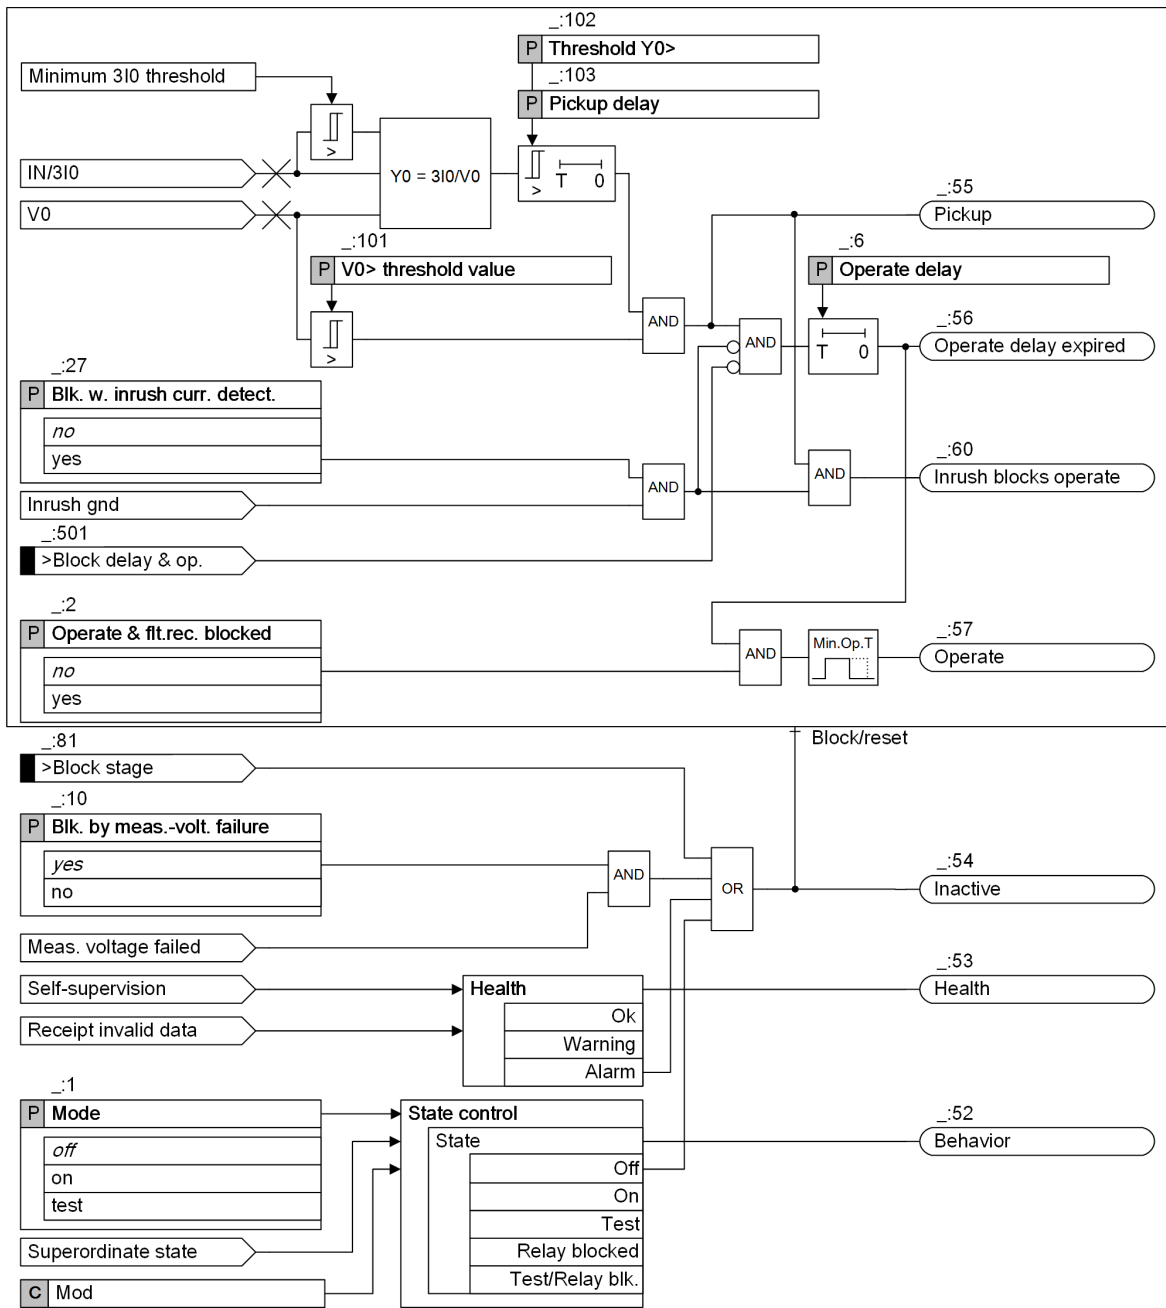 _:102
P Threshold Y0>
Minimum 3I0 threshold
_:103
P Pickup delay
>
IN/3I0
Y0 = 3I0/V0
> T 0
_:55
V0
Pickup
_:101
_:6
P V0> threshold value
P Operate delay
AND
_:56
>
AND
T 0
Operate delay expired
_:27
P Blk. w. inrush curr. detect.
no
yes
_:60
AND
AND
Inrush blocks operate
Inrush gnd
_:501
>Block delay & op.
_:2
P Operate & flt.rec. blocked
_:57
no
AND
Min.Op.T
Operate
yes
_:81
Block/reset
>Block stage
_:10
P Blk. by meas.-volt. failure
yes
no
AND
OR
_:54
Inactive
Meas. voltage failed
_:53
Self-supervision
Health
Health
Ok
Receipt invalid data
Warning
Alarm
_:1
P Mode
State control
_:52
off
State
Behavior
on
Off
test
On
Test
Superordinate state
Relay blocked
C Mod
Test/Relay blk.